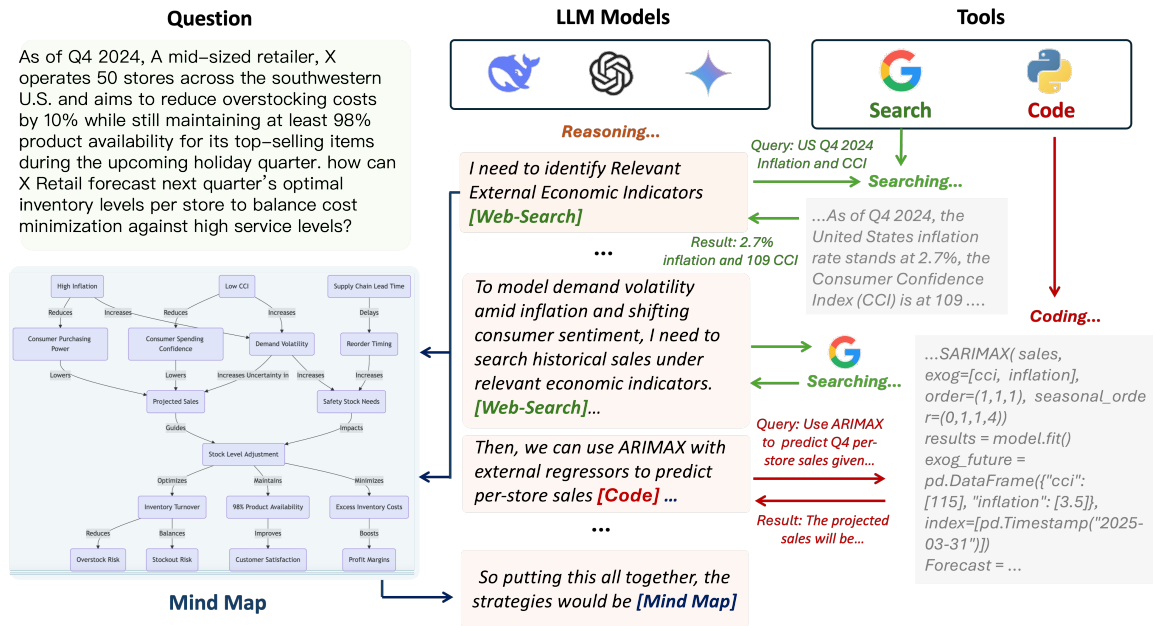 Question
As of Q4 2024, A mid-sized retailer, X
operates 50 stores across the southwestern
U.S. and aims to reduce overstocking costs
by 10% while still maintaining at least 98%
product availability for its top-selling items
during the upcoming holiday quarter. how can
X Retail forecast next quarter's optimal
inventory levels per store to balance cost
minimization against high service levels?
High Inflation
Low CCI
Supply Chain Lead Time
Reduces
Increases
Reduces
Increases
Delays
Consumer Purchasing
Power
Consumer Spending
Confidence
Demand Volatility
Reorder Timing
Lowers
Lowers
Increases Uncertainty in
Increases
Increases
Projected Sales
Safety Stock Needs
Guides
Impacts
Stock Level Adjustment
Optimizes
Maintains
Minimizes
Inventory Turnover
98% Product Availability
Excess Inventory Costs
Reduces
Balances
Improves
Boosts
Overstock Risk
Stockout Risk
Customer Satisfaction
Profit Margins
Mind Map
LLM Models
Reasoning...
I need to identify Relevant
External Economic Indicators
[Web-Search]
...
To model demand volatility
amid inflation and shifting
consumer sentiment, I need to
search historical sales under
relevant economic indicators.
[Web-Search]...
Then, we can use ARIMAX with
external regressors to predict
per-store sales [Code] ...
...
So putting this all together, the
strategies would be [Mind Map]
Tools
Search
Code
Query: US Q4 2024
Inflation and CCI
Searching...
Result: 2.7%
inflation and 109 CCI
...As of Q4 2024, the
United States inflation
rate stands at 2.7%, the
Consumer Confidence
Index (CCI) is at 109 ....
Searching...
Coding...
Query: Use ARIMAX
to predict Q4 per-
store sales given...
Result: The projected
sales will be...
...SARIMAX( sales,
exog=[cci, inflation],
order=(1,1,1), seasonal_orde
r=(0,1,1,4))
results = model.fit()
exog_future =
pd.DataFrame({"cci":
[115], "inflation": [3.5]},
index=[pd.Timestamp("2025-
03-31")])
Forecast = ...